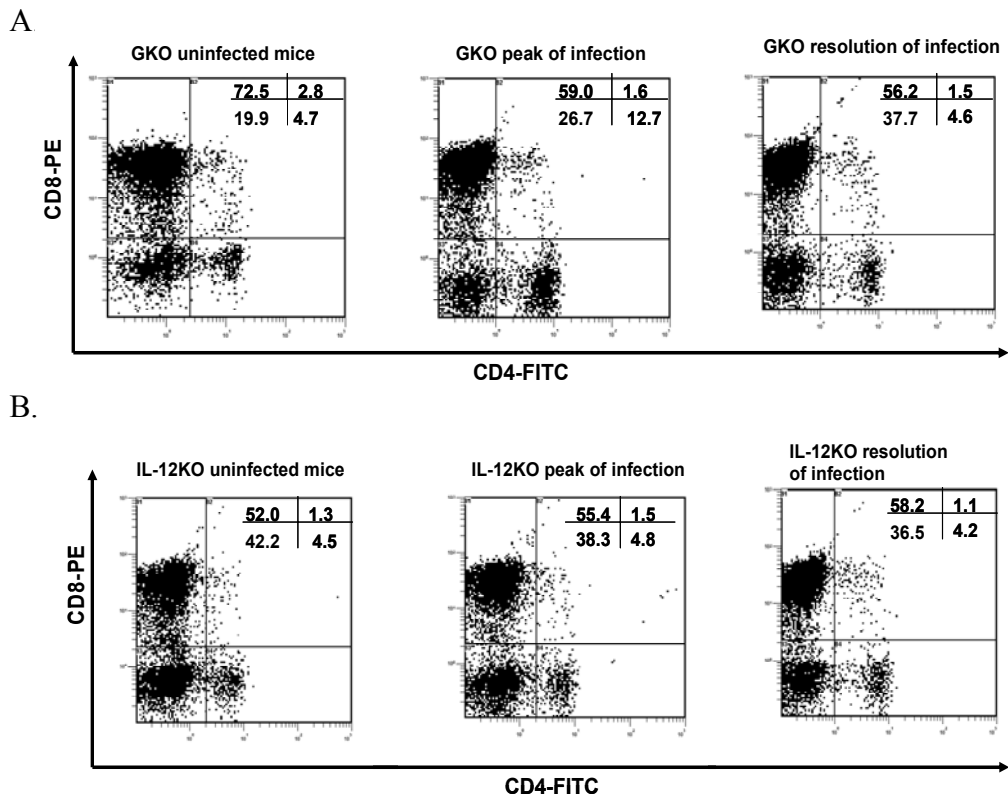 A.
GKO uninfected mice
GKO peak of infection
GKO resolution of infection
72.5 2.8
19.9 4.7
59.0 1.6
26.7 12.7
56.2 1.5
37.7 4.6
CD8-PE
CD4-FITC
B.
IL-12KO uninfected mice
IL-12KO peak of infection
IL-12KO resolution
of infection
52.0 1.3
42.2 4.5
55.4 1.5
38.3 4.8
58.2 1.1
36.5 4.2
CD8-PE
CD4-FITC